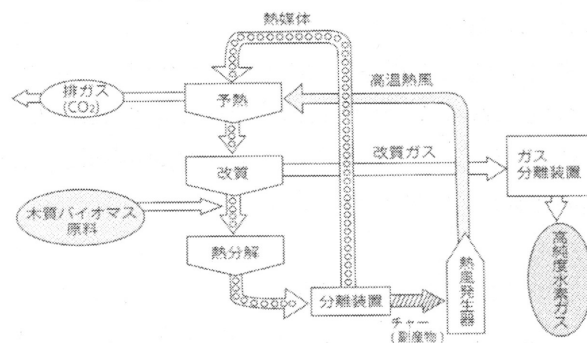 熱媒体
排ガス
(CO₂)
予熱
高温熱風
改質
改質ガス
ガス
分離装置
木質バイオマス
原料
熱分解
分離装置
チャー
(副産物)
熱風発生器
高純度水素ガス